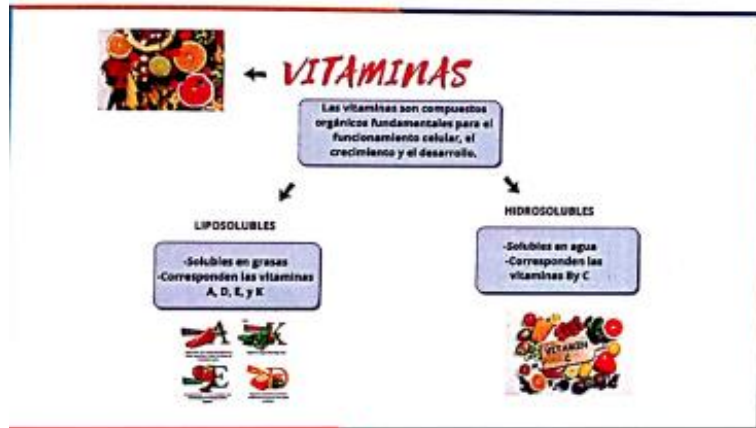 VITAMINAS
Las vitaminas son compuestos
orgánicos fundamentales para el
funcionamiento celular, el
crecimiento y el desarrollo.
LIPOSOLUBLES
-Solubles en grasas
-Corresponden las vitaminas
A, D, E, y K
HIDROSOLUBLES
-Solubles en agua
-Corresponden las
vitaminas By C
A
K
E
D
VITAMIN
C